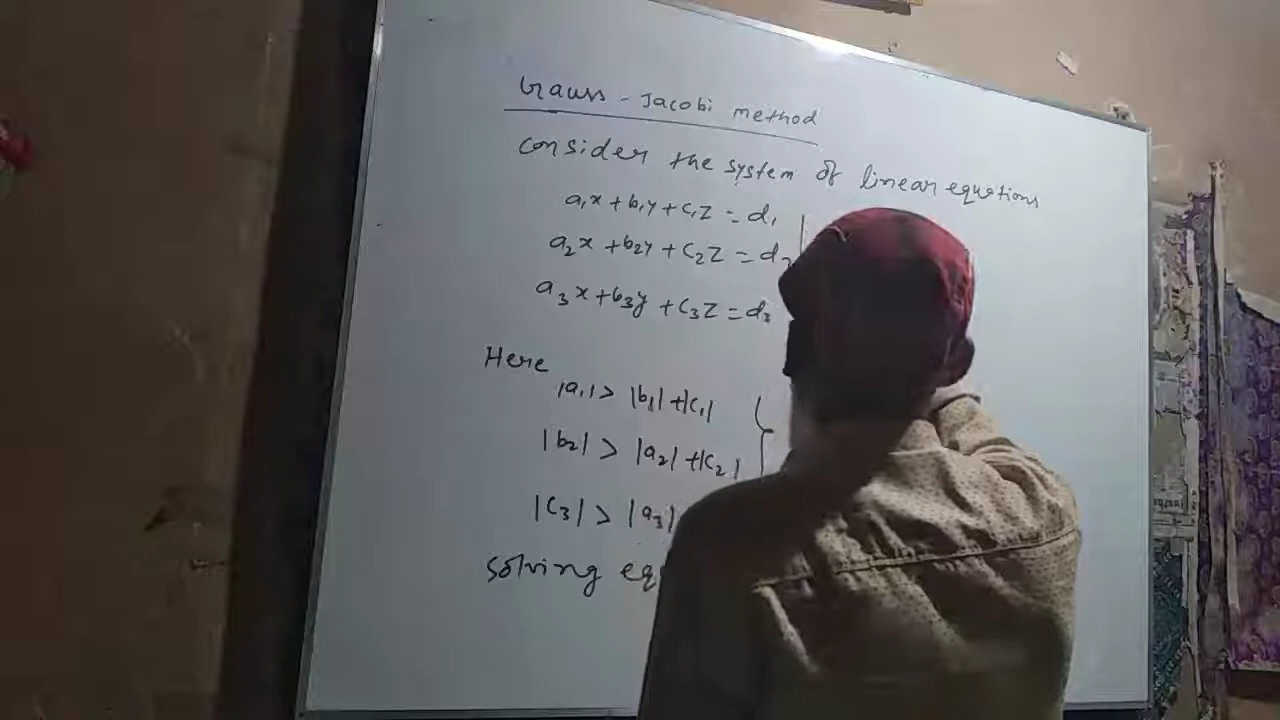 Gauss - Jacobi method
Consider the system of linear equations
a₁x + b₁y + c₁z = d₁
a₂x + b₂y + c₂z = d₂
a₃x + b₃y + c₃z = d₃
Here
|a₁| > |b₁| + |c₁|
|b₂| > |a₂| + |c₂|
|c₃| > |a₃|
solving